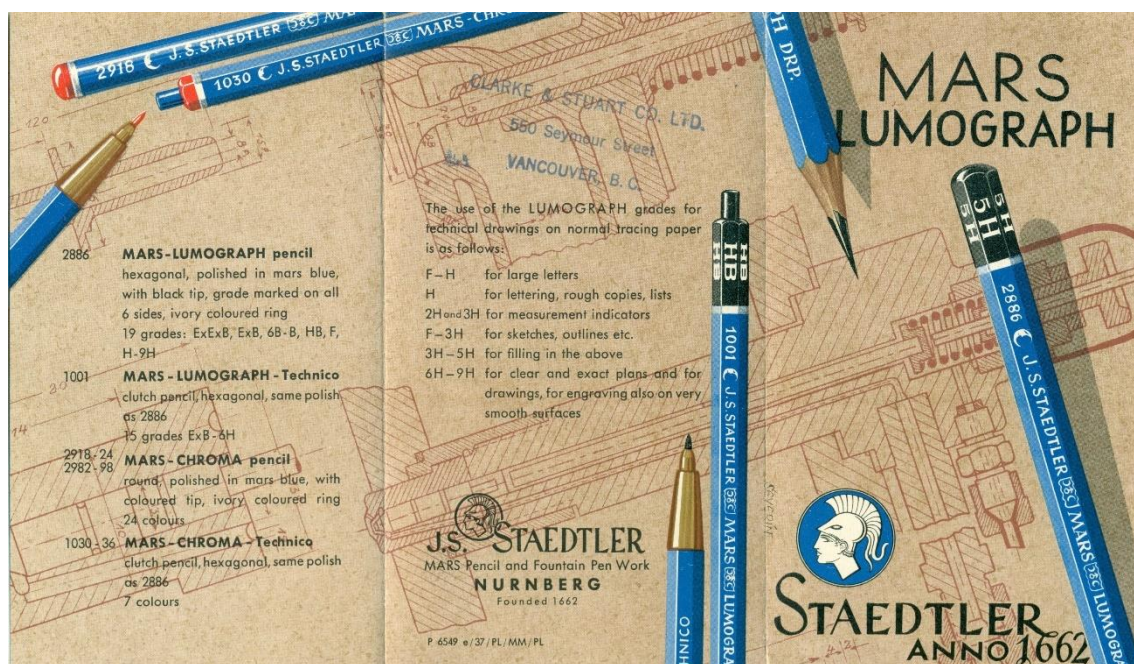 2918 J.S. STAEDTLER MARS
1030 J.S. STAEDTLER MARS-CHRO
2886 MARS-LUMOGRAPH pencil
hexagonal, polished in mars blue,
with black tip, grade marked on all
6 sides, ivory coloured ring
19 grades: ExExB, ExB, 6B-B, HB, F,
H-9H
1001 MARS-LUMOGRAPH-Technico
clutch pencil, hexagonal, same polish
as 2886
15 grades ExB-6H
2918-24
2982-98 MARS-CHROMA pencil
round, polished in mars blue, with
coloured tip, ivory coloured ring
24 colours
1030-36 MARS-CHROMA-Technico
clutch pencil, hexagonal, same polish
as 2886
7 colours
CLARKE & STUART CO. LTD.
550 Seymour Street
VANCOUVER, B. C.
The use of the LUMOGRAPH grades for
technical drawings on normal tracing paper
is as follows:
F–H for large letters
H for lettering, rough copies, lists
2H and 3H for measurement indicators
F–3H for sketches, outlines etc.
3H–5H for filling in the above
6H–9H for clear and exact plans and for
drawings, for engraving also on very
smooth surfaces
J.S. STAEDTLER
MARS Pencil and Fountain Pen Work
NURNBERG
Founded 1662
P 6549 e/37/PL/MM/PL
HNICO
HB HB HB
1001 J.S. STAEDTLER MARS LUMOGRA
PH DRP.
MARS
LUMOGRAPH
5H 5H 5H
2886 J.S. STAEDTLER MARS LUMOG
STAEDTLER
ANNO 1662